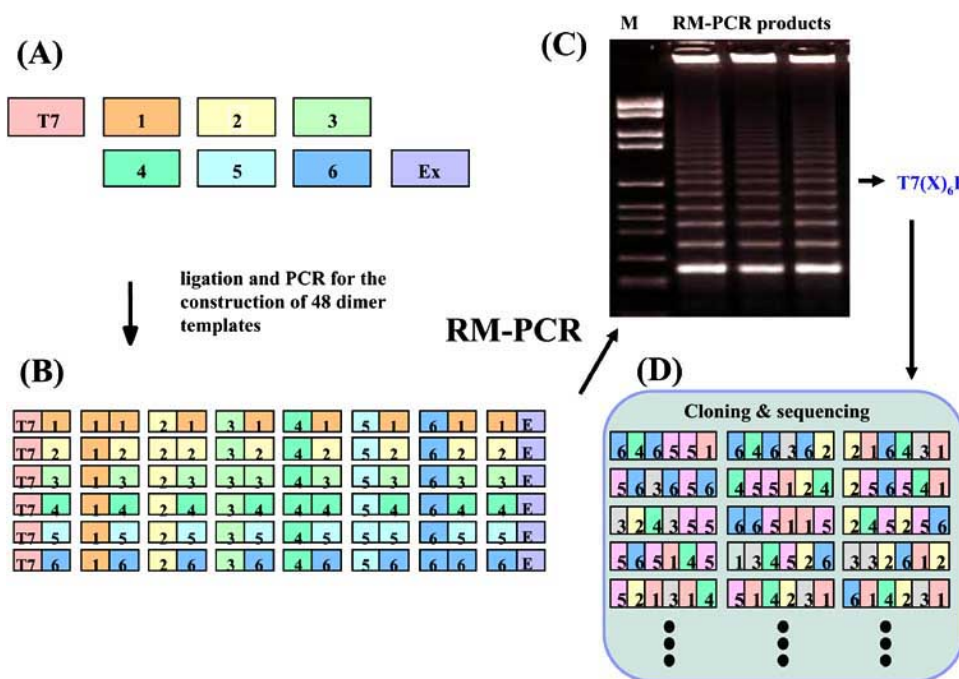 (A)
T7 1 2 3
4 5 6 Ex
ligation and PCR for the
construction of 48 dimer
templates
RM-PCR
(B)
T7 1 1 1 2 1 3 1 4 1 5 1 6 1 1 E
T7 2 1 2 2 2 3 2 4 2 5 2 6 2 2 E
T7 3 1 3 2 3 3 3 4 3 5 3 6 3 3 E
T7 4 1 4 2 4 3 4 4 4 5 4 6 4 4 E
T7 5 1 5 2 5 3 5 4 5 5 5 6 5 5 E
T7 6 1 6 2 6 3 6 4 6 5 6 6 6 6 E
(C)
M RM-PCR products
T7(X)₆
(D)
Cloning & sequencing
6 4 6 5 5 1 6 4 6 3 6 2 2 1 6 4 3 1
5 6 3 6 5 6 4 5 5 1 2 4 2 5 6 5 4 1
3 2 4 3 5 5 6 6 5 1 1 5 2 4 5 2 5 6
5 6 5 1 4 5 1 3 4 5 2 6 3 3 2 6 1 2
5 2 1 3 1 4 5 1 4 2 3 1 6 1 4 2 3 1